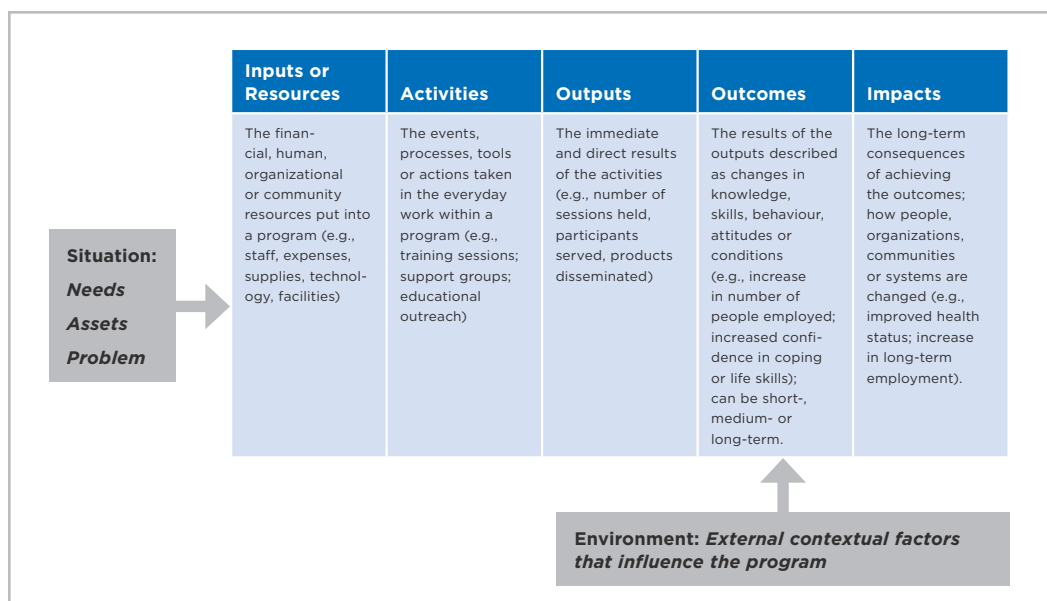 Situation:
Needs
Assets
Problem
Inputs or
Resources
The finan-
cial, human,
organizational
or community
resources put into
a program (e.g.,
staff, expenses,
supplies, technol-
ogy, facilities)
Activities
The events,
processes, tools
or actions taken
in the everyday
work within a
program (e.g.,
training sessions;
support groups;
educational
outreach)
Outputs
The immediate
and direct results
of the activities
(e.g., number of
sessions held,
participants
served, products
disseminated)
Outcomes
The results of the
outputs described
as changes in
knowledge,
skills, behaviour,
attitudes or
conditions
(e.g., increase
in number of
people employed;
increased confi-
dence in coping
or life skills);
can be short-,
medium- or
long-term.
Impacts
The long-term
consequences
of achieving
the outcomes;
how people,
organizations,
communities
or systems are
changed (e.g.,
improved health
status; increase
in long-term
employment).
Environment: External contextual factors
that influence the program